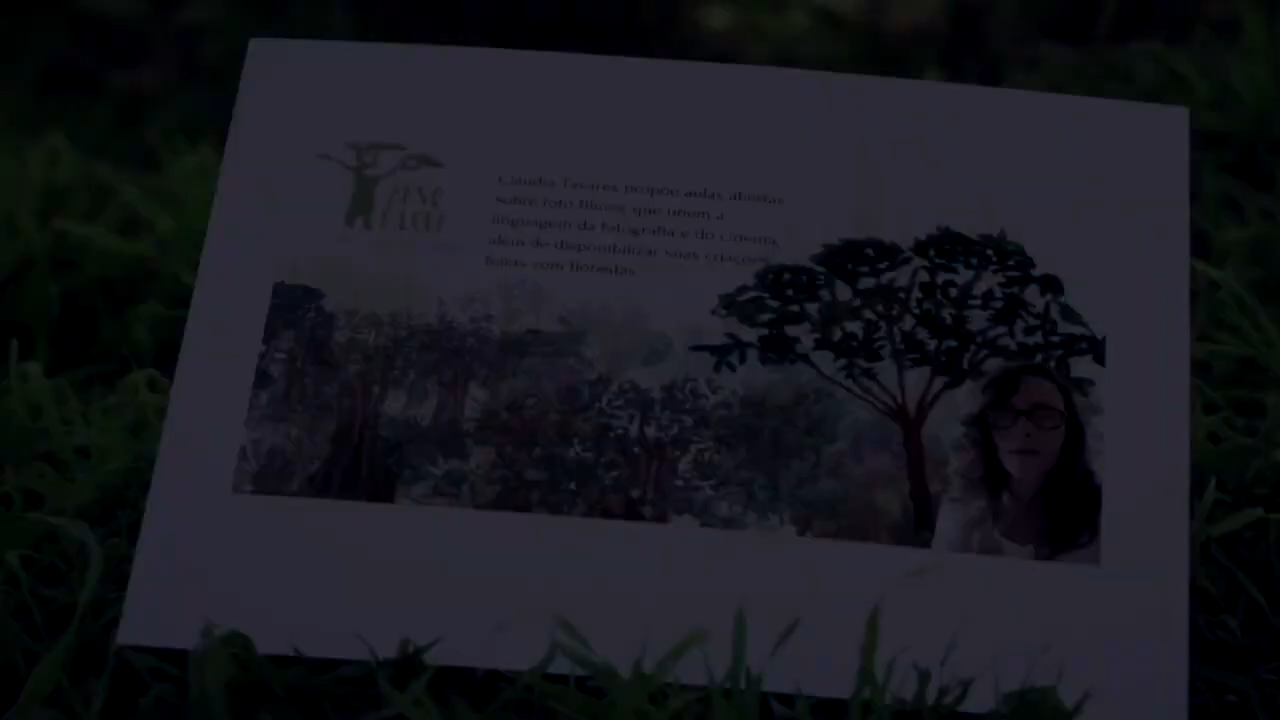 Cláudia Tavares propõe aulas abertas
sobre foto filmes que unem a
linguagem da fotografia e do cinema,
além de disponibilizar suas criações
feitas com florestas.